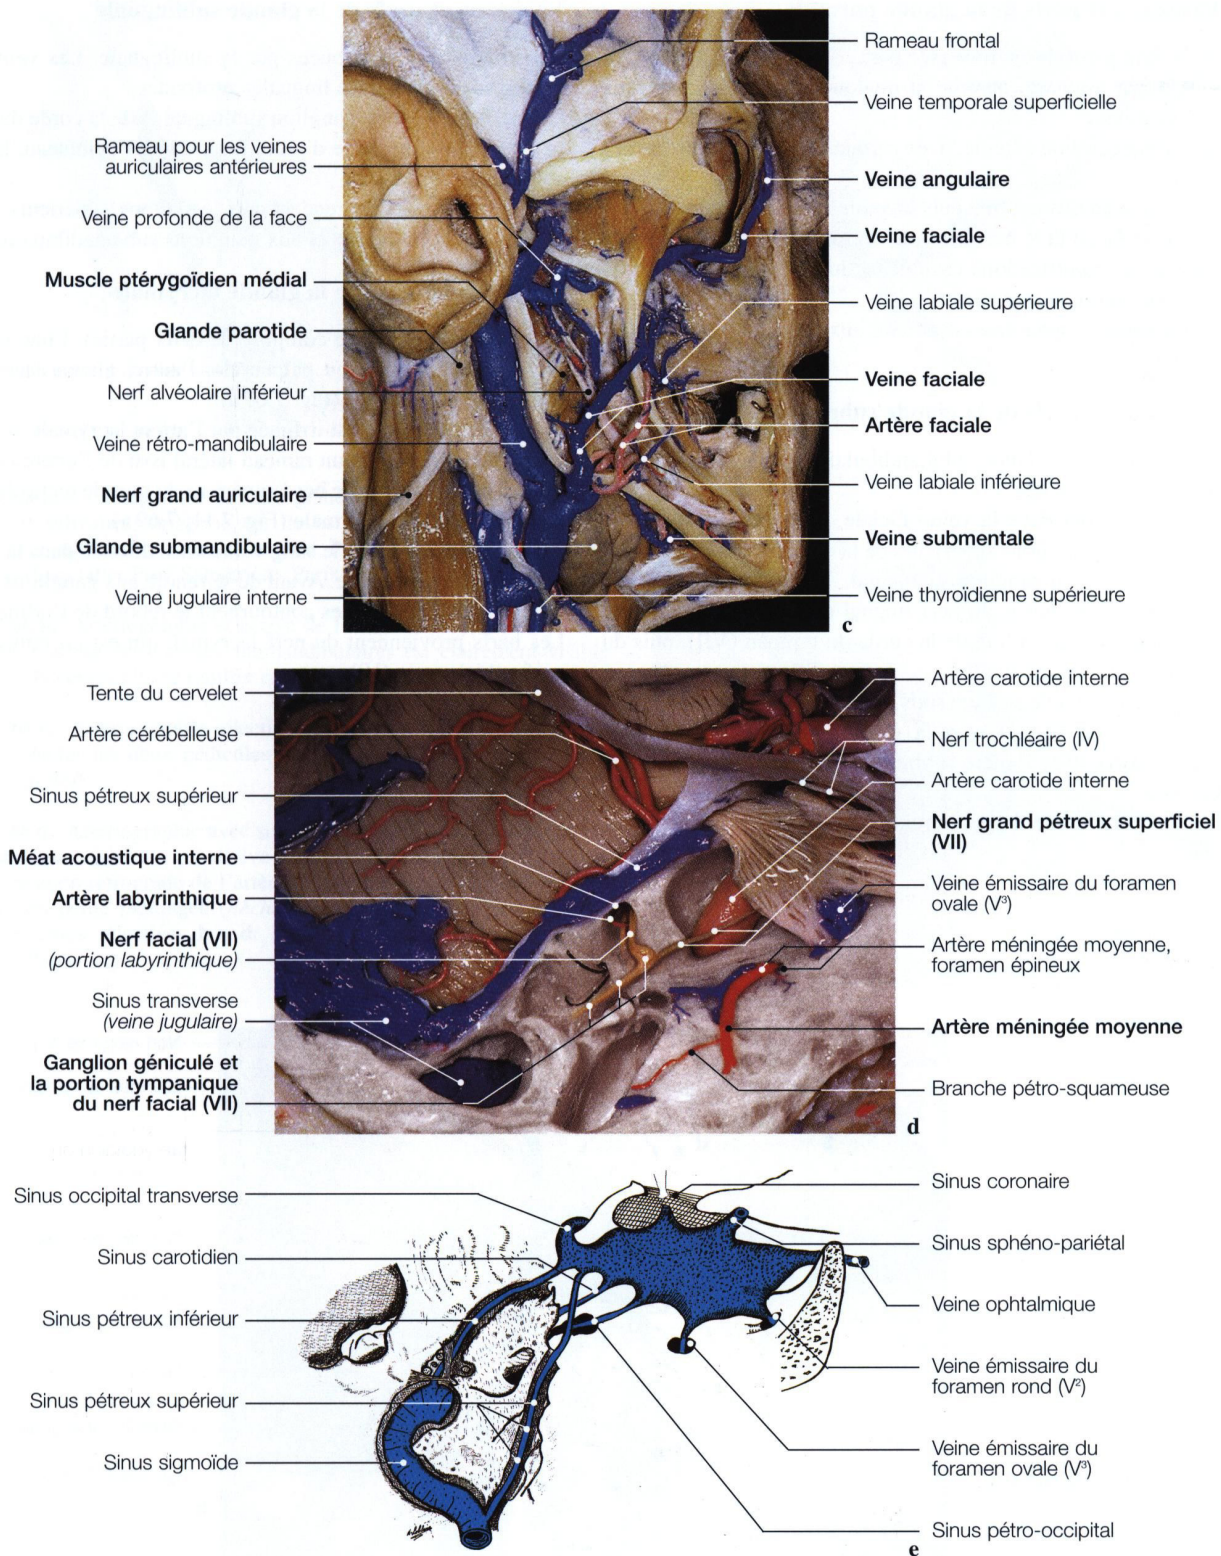 Rameau frontal
Veine temporale superficielle
Rameau pour les veines
auriculaires antérieures
Veine angulaire
Veine profonde de la face
Veine faciale
Muscle ptérygoïdien médial
Veine labiale supérieure
Glande parotide
Veine faciale
Nerf alvéolaire inférieur
Artère faciale
Veine rétro-mandibulaire
Veine labiale inférieure
Nerf grand auriculaire
Veine submentale
Glande submandibulaire
Veine jugulaire interne
Veine thyroïdienne supérieure
c
Tente du cervelet
Artère carotide interne
Artère cérébelleuse
Nerf trochléaire (IV)
Sinus pétreux supérieur
Artère carotide interne
Nerf grand pétreux superficiel
(VII)
Méat acoustique interne
Artère labyrinthique
Veine émissaire du foramen
ovale (V³)
Nerf facial (VII)
(portion labyrinthique)
Artère méningée moyenne,
foramen épineux
Sinus transverse
(veine jugulaire)
Artère méningée moyenne
Ganglion géniculé et
la portion tympanique
du nerf facial (VII)
Branche pétro-squameuse
d
Sinus occipital transverse
Sinus coronaire
Sinus carotidien
Sinus sphéno-pariétal
Sinus pétreux inférieur
Veine ophtalmique
Veine émissaire du
foramen rond (V²)
Sinus pétreux supérieur
Veine émissaire du
foramen ovale (V³)
Sinus sigmoïde
Sinus pétro-occipital
e